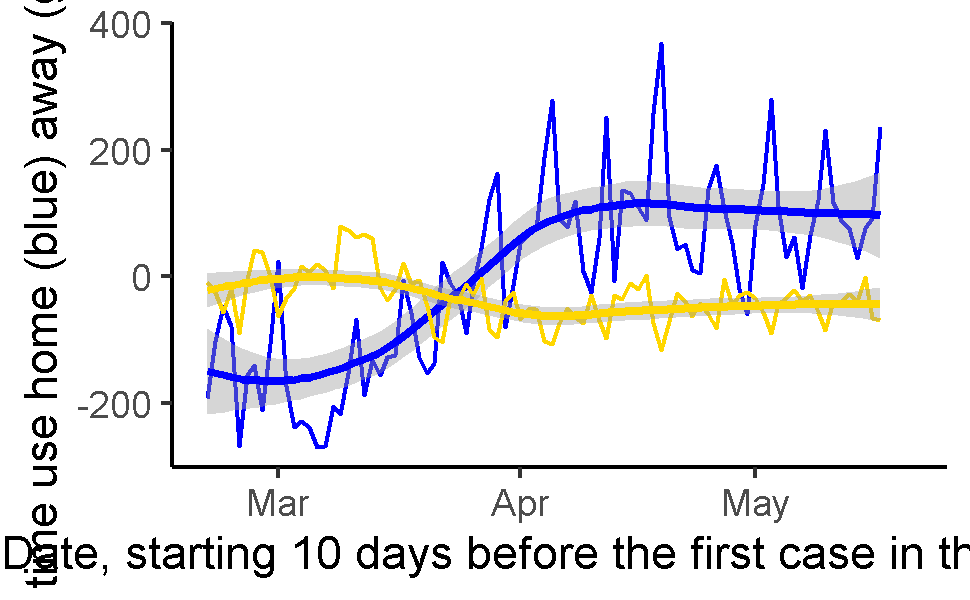 time use home (blue) away (
400
200
0
-200
Mar Apr May
Date, starting 10 days before the first case in th